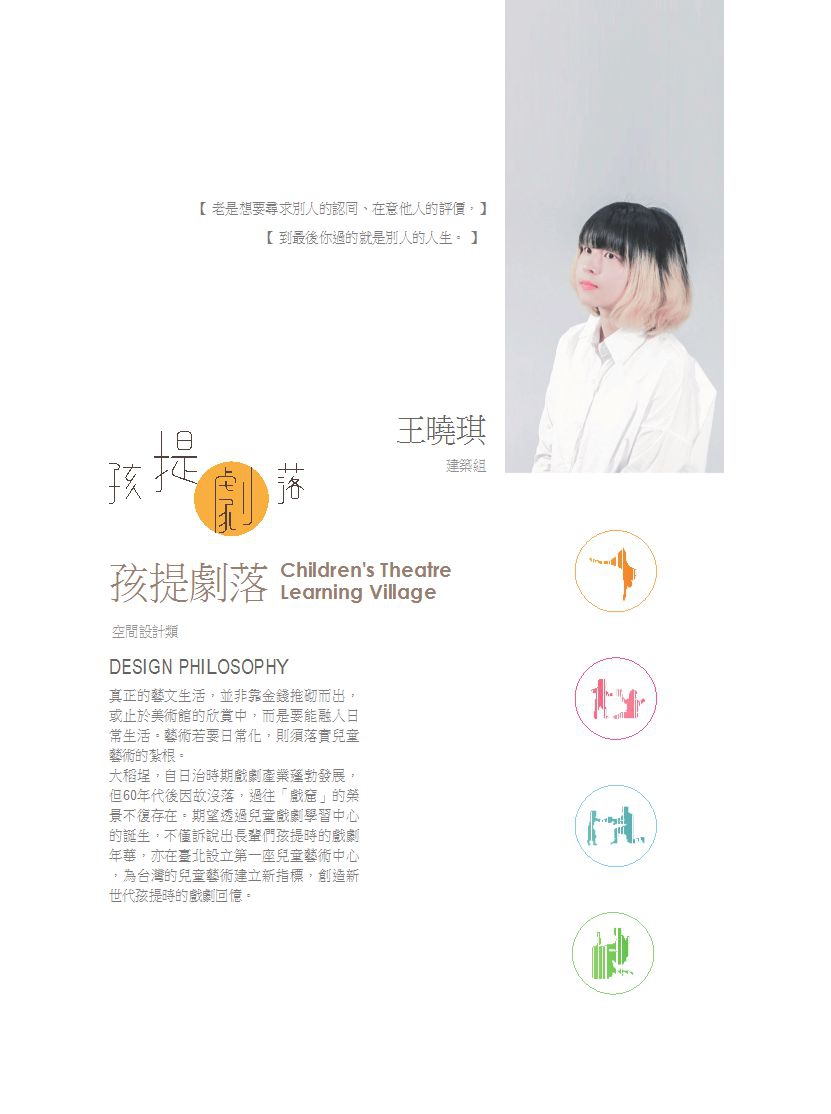 【 老是想要尋求別人的認同、在意他人的評價，】
【 到最後你過的就是別人的人生。 】
王曉琪
建築組
孩提劇落
孩提劇落 Children's Theatre
Learning Village
空間設計類
DESIGN PHILOSOPHY
真正的藝文生活，並非靠金錢推砌而出，
或止於美術館的欣賞中，而是要能融入日
常生活。藝術若要日常化，則須落實兒童
藝術的紮根。
大稻埕，自日治時期戲劇產業蓬勃發展，
但60年代後因故沒落，過往「戲窟」的榮
景不復存在。期望透過兒童戲劇學習中心
的誕生，不僅訴說出長輩們孩提時的戲劇
年華，亦在臺北設立第一座兒童藝術中心
，為台灣的兒童藝術建立新指標，創造新
世代孩提時的戲劇回憶。